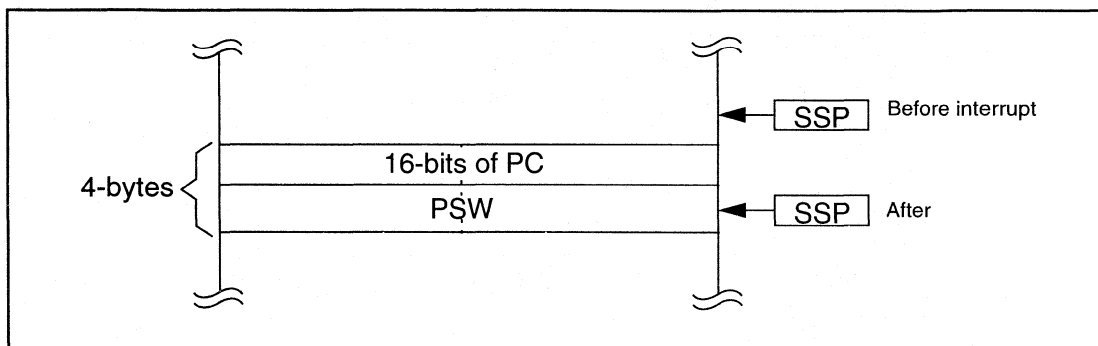 SSP Before interrupt
16-bits of PC
4-bytes
PSW
SSP After